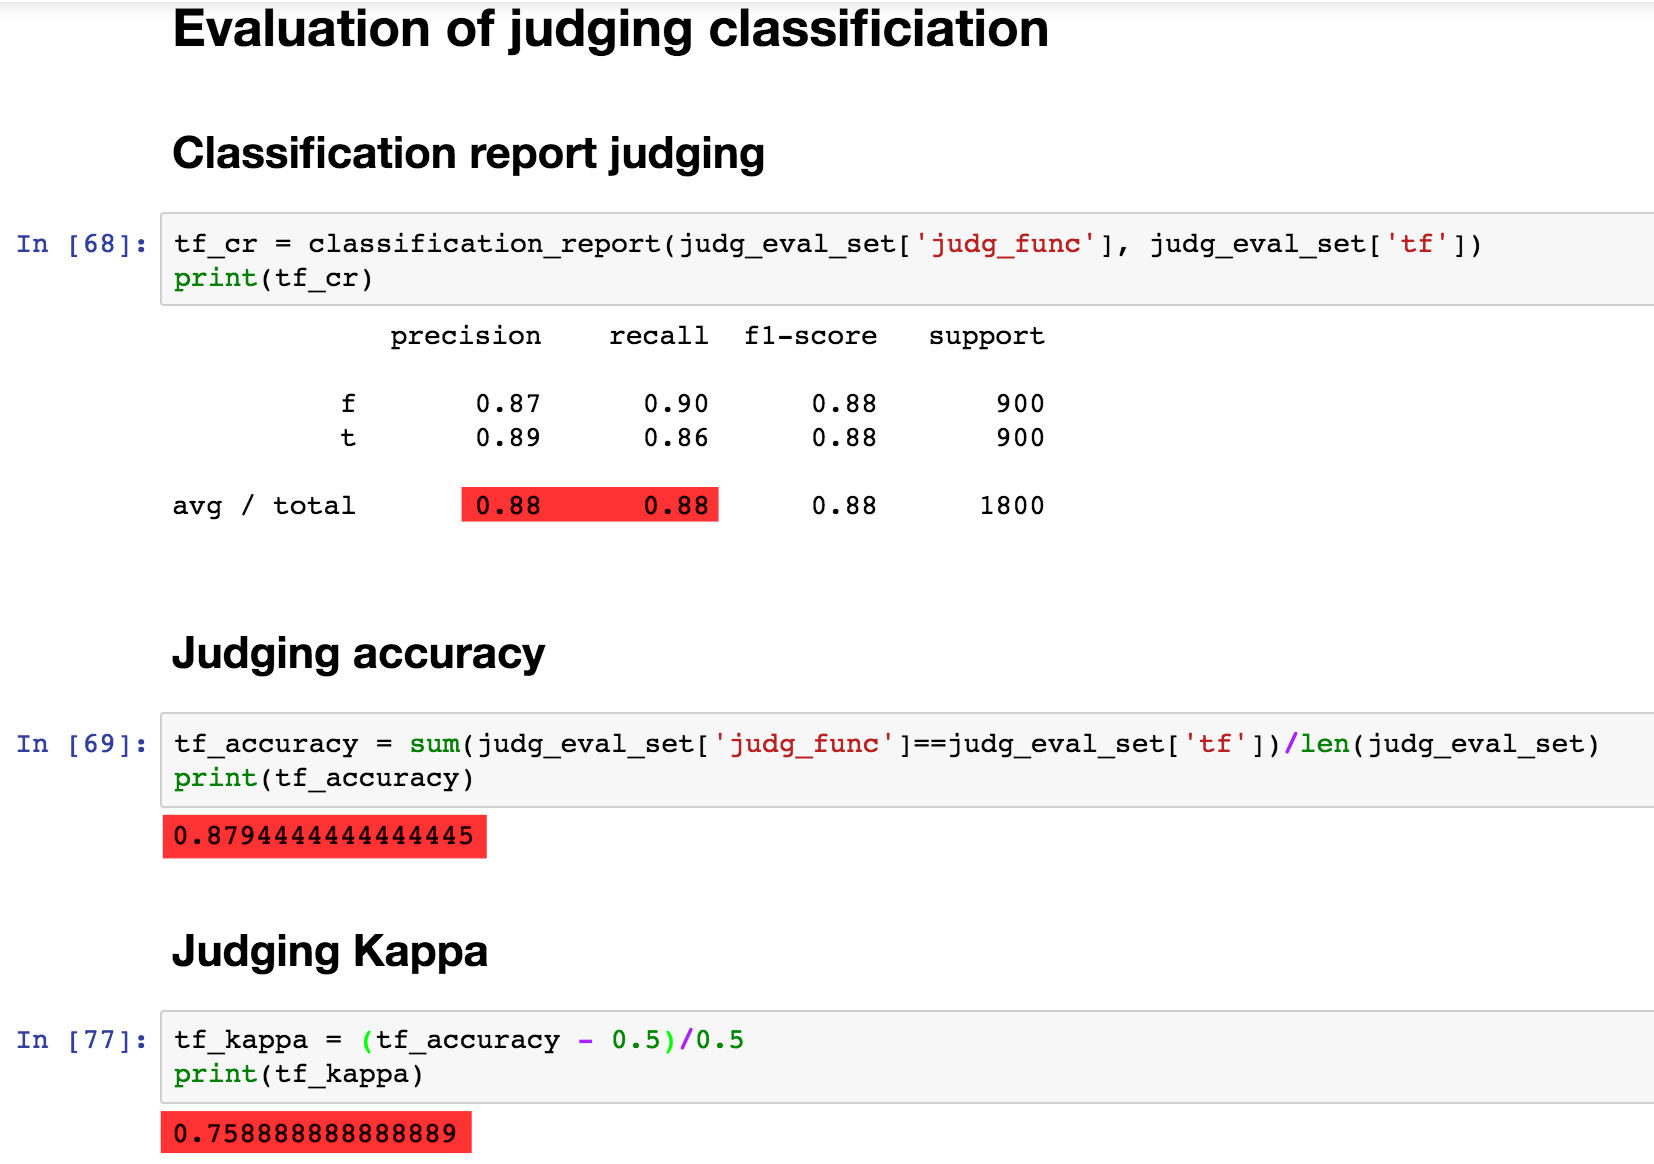 Evaluation of judging classificiation
Classification report judging
In [68]: tf_cr = classification_report(judg_eval_set['judg_func'], judg_eval_set['tf'])
print(tf_cr)
precision recall f1-score support
f 0.87 0.90 0.88 900
t 0.89 0.86 0.88 900
avg / total 0.88 0.88 0.88 1800
Judging accuracy
In [69]: tf_accuracy = sum(judg_eval_set['judg_func']==judg_eval_set['tf'])/len(judg_eval_set)
print(tf_accuracy)
0.8794444444444445
Judging Kappa
In [77]: tf_kappa = (tf_accuracy - 0.5)/0.5
print(tf_kappa)
0.758888888888889